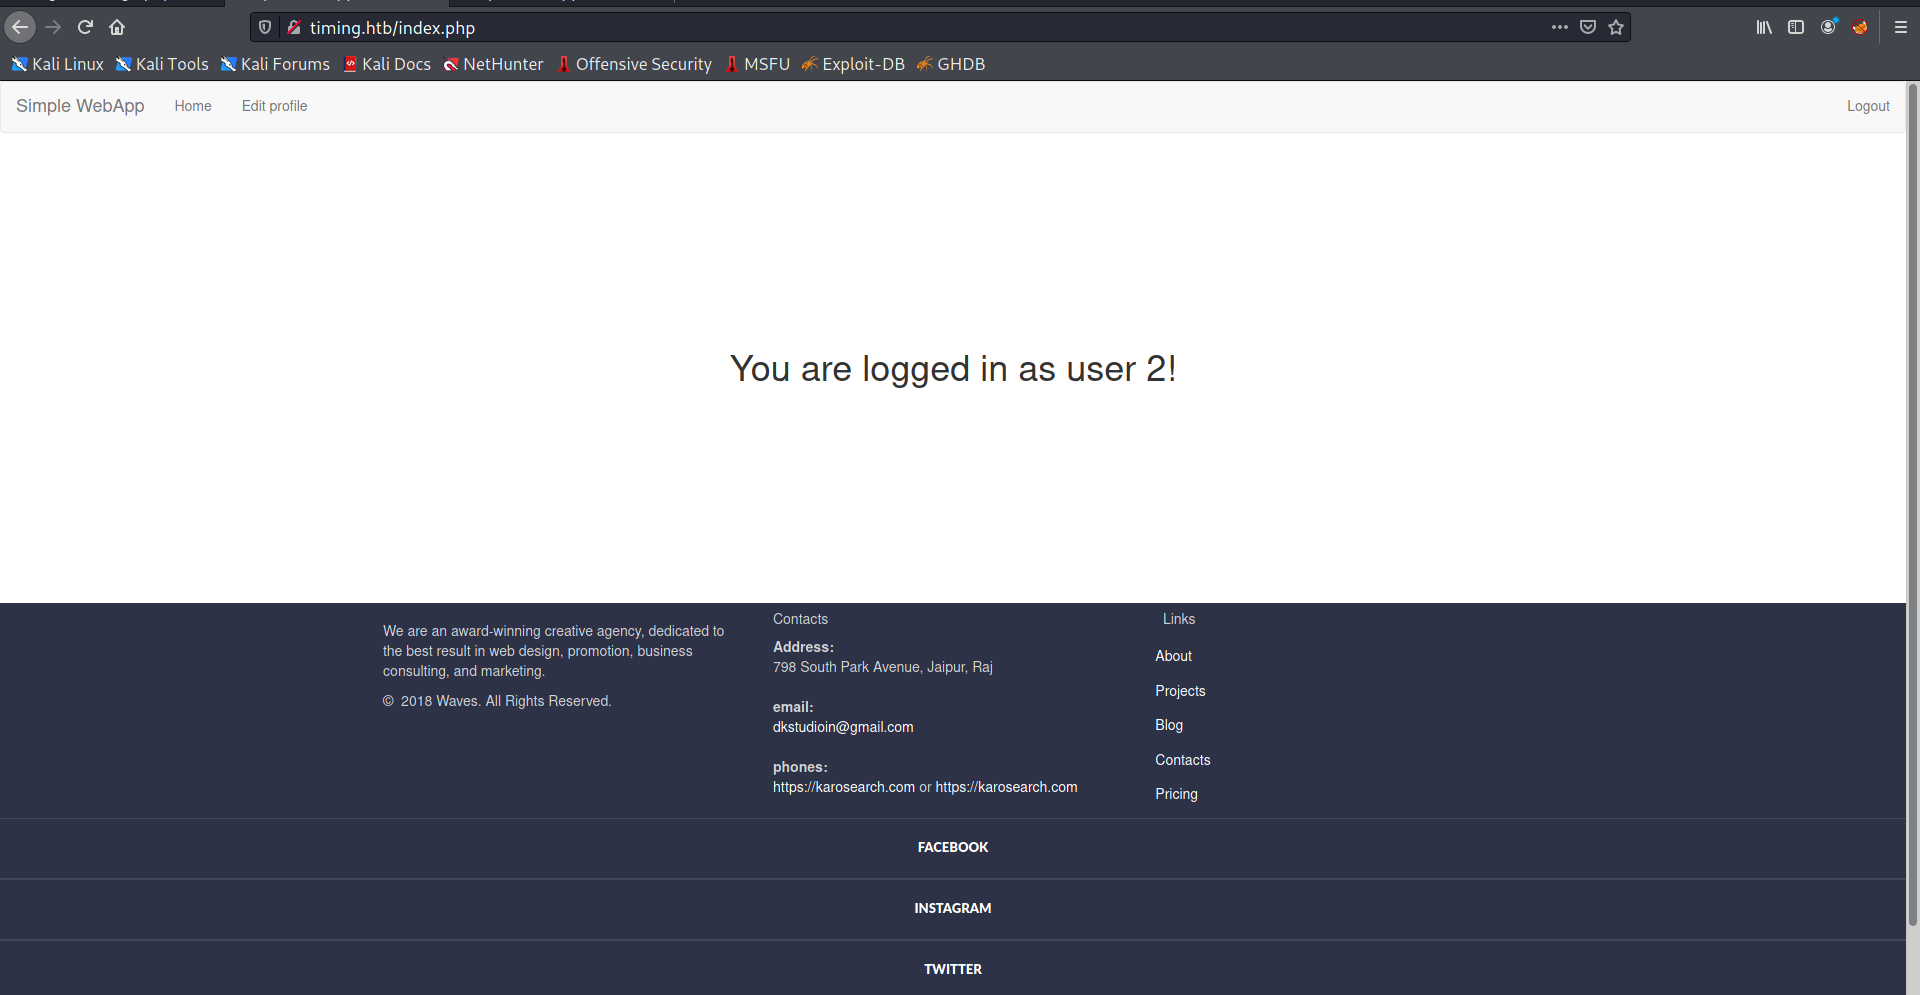 timing.htb/index.php
Kali Linux Kali Tools Kali Forums Kali Docs NetHunter Offensive Security MSFU Exploit-DB GHDB
Simple WebApp Home Edit profile Logout
You are logged in as user 2!
We are an award-winning creative agency, dedicated to
the best result in web design, promotion, business
consulting, and marketing.
© 2018 Waves. All Rights Reserved.
Contacts
Address:
798 South Park Avenue, Jaipur, Raj
email:
dkstudioin@gmail.com
phones:
https://karosearch.com or https://karosearch.com
Links
About
Projects
Blog
Contacts
Pricing
FACEBOOK
INSTAGRAM
TWITTER